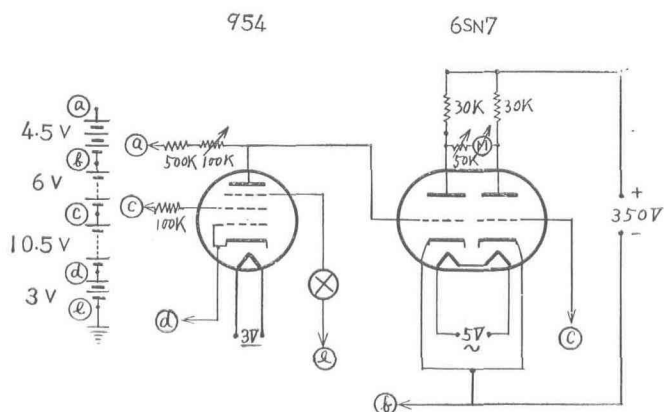 954
6SN7
ⓐ
4.5 V
ⓑ
6 V
ⓒ
10.5 V
ⓓ
3 V
ⓔ
ⓐ
500K
100K
ⓒ
100K
ⓓ
3V
ⓔ
30K
30K
50K
M
5V
~
ⓒ
ⓑ
+
350V
-